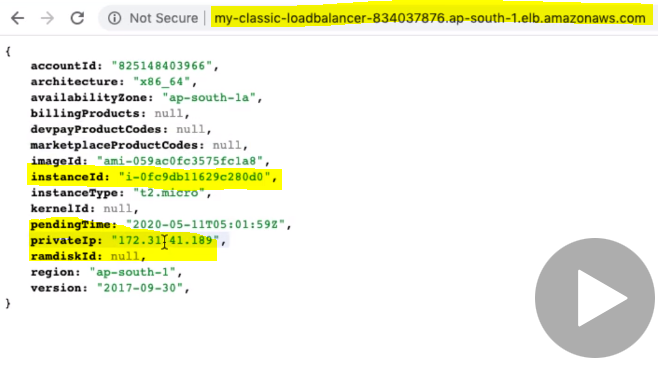 Not Secure | my-classic-loadbalancer-834037876.ap-south-1.elb.amazonaws.com
{
accountId: "825148403966",
architecture: "x86_64",
availabilityZone: "ap-south-1a",
billingProducts: null,
devpayProductCodes: null,
marketplaceProductCodes: null,
imageId: "ami-059ac0fc3575fc1a8",
instanceId: "i-0fc9db11629c280d0",
instanceType: "t2.micro",
kernelId: null,
pendingTime: "2020-05-11T05:01:59Z",
privateIp: "172.31.41.189",
ramdiskId: null,
region: "ap-south-1",
version: "2017-09-30",
}